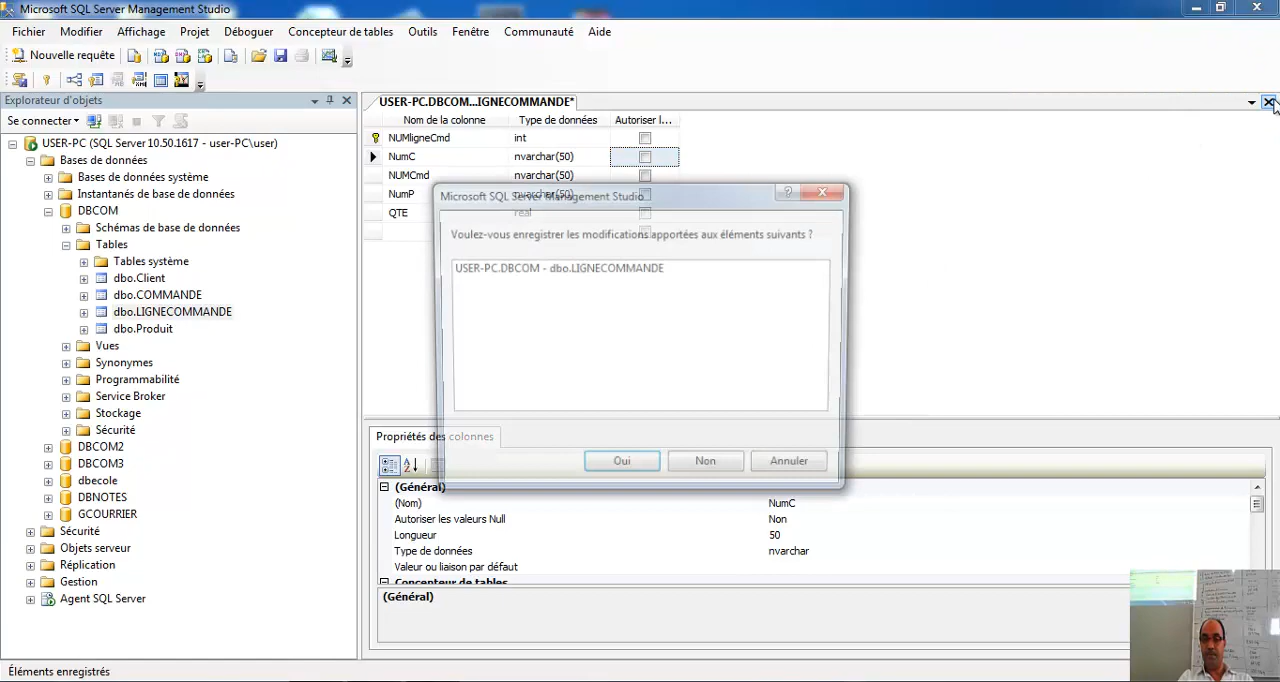 Microsoft SQL Server Management Studio
Fichier Modifier Affichage Projet Déboguer Concepteur de tables Outils Fenêtre Communauté Aide
Nouvelle requête
Explorateur d'objets
Se connecter
USER-PC (SQL Server 10.50.1617 - user-PC\user)
Bases de données
Bases de données système
Instantanés de base de données
DBCOM
Schémas de base de données
Tables
Tables système
dbo.Client
dbo.COMMANDE
dbo.LIGNECOMMANDE
dbo.Produit
Vues
Synonymes
Programmabilité
Service Broker
Stockage
Sécurité
DBCOM2
DBCOM3
dbecole
DBNOTES
GCOURRIER
Sécurité
Objets serveur
Réplication
Gestion
Agent SQL Server
USER-PC.DBCOM...IGNECOMMANDE*
Nom de la colonne Type de données Autoriser l...
NUMligneCmd int
NumC nvarchar(50)
NUMCmd nvarchar(50)
NumP nvarchar(50)
QTE real
Microsoft SQL Server Management Studio
Voulez-vous enregistrer les modifications apportées aux éléments suivants ?
USER-PC.DBCOM - dbo.LIGNECOMMANDE
Oui Non Annuler
Propriétés des colonnes
(Général)
(Nom) NumC
Autoriser les valeurs Null Non
Longueur 50
Type de données nvarchar
Valeur ou liaison par défaut
Concepteur de tables
(Général)
Éléments enregistrés